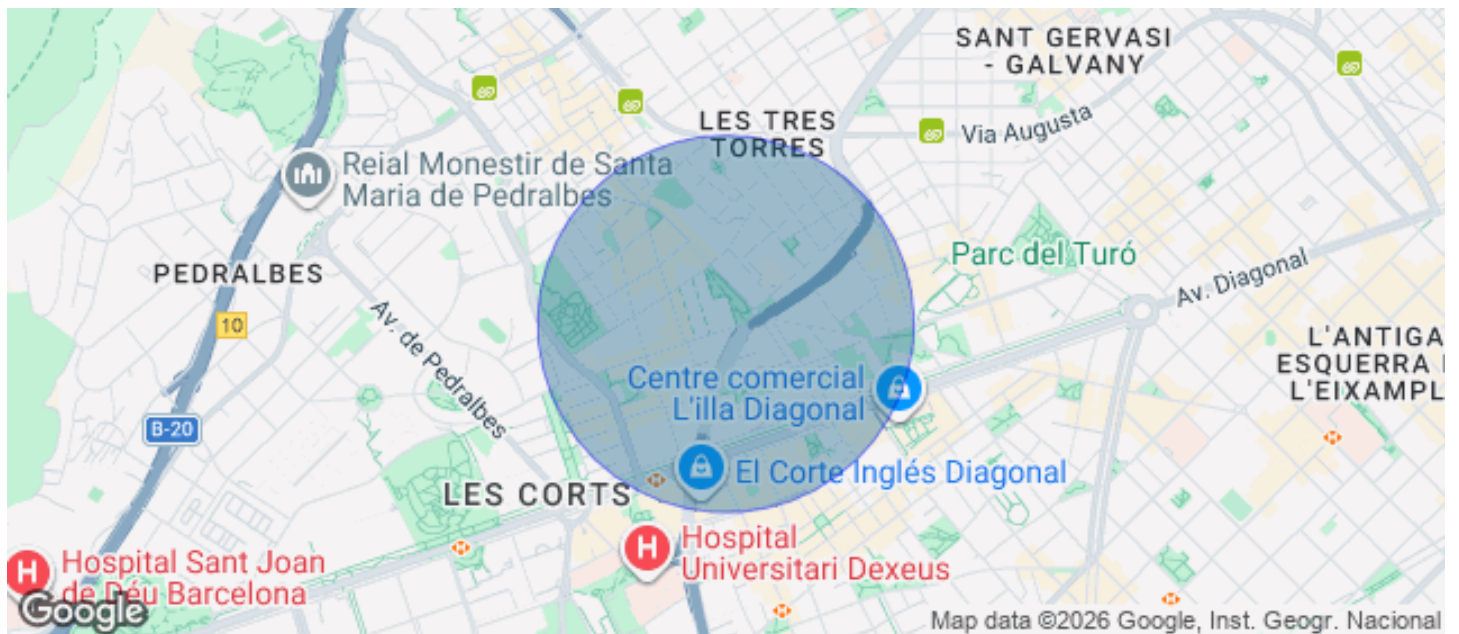 SANT GERVASI
- GALVANY
LES TRES
TORRES
Via Augusta
Reial Monestir de Santa
Maria de Pedralbes
Parc del Turó
PEDRALBES
Av. Diagonal
10
Av. de Pedralbes
L'ANTIGA
ESQUERRA
L'EIXAMPL
Centre comercial
L'illa Diagonal
B-20
El Corte Inglés Diagonal
LES CORTS
H
Hospital
Universitari Dexeus
H
Hospital Sant Joan
de Déu Barcelona
Google
Map data ©2026 Google, Inst. Geogr. Nacional